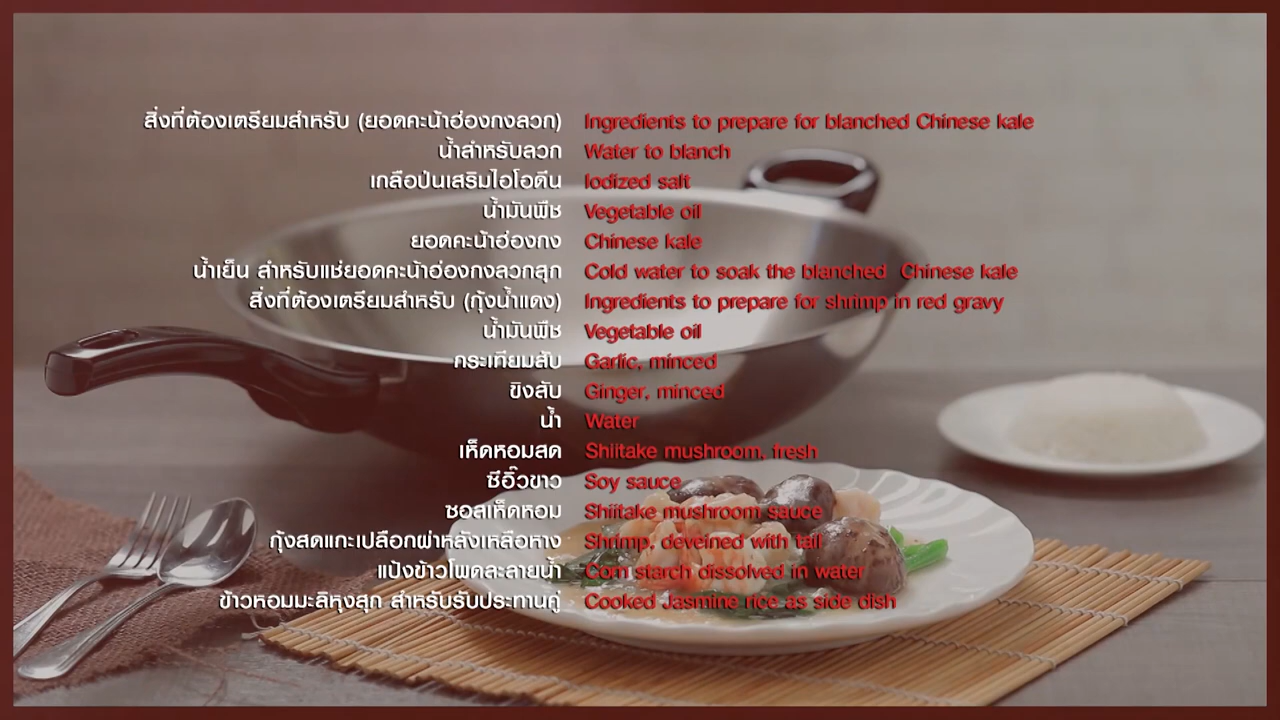 สิ่งที่ต้องเตรียมสำหรับ (ยอดคะน้าฮ่องกงลวก) Ingredients to prepare for blanched Chinese kale
น้ำสำหรับลวก Water to blanch
เกลือป่นเสริมไอโอดีน Iodized salt
น้ำมันพืช Vegetable oil
ยอดคะน้าฮ่องกง Chinese kale
น้ำเย็น สำหรับแช่ยอดคะน้าฮ่องกงลวกสุก Cold water to soak the blanched Chinese kale
สิ่งที่ต้องเตรียมสำหรับ (กุ้งน้ำแดง) Ingredients to prepare for shrimp in red gravy
น้ำมันพืช Vegetable oil
กระเทียมสับ Garlic, minced
ขิงสับ Ginger, minced
น้ำ Water
เห็ดหอมสด Shiitake mushroom, fresh
ซีอิ๊วขาว Soy sauce
ซอสเห็ดหอม Shiitake mushroom sauce
กุ้งสดแกะเปลือกผ่าหลังเหลือหาง Shrimp, deveined with tail
แป้งข้าวโพดละลายน้ำ Corn starch dissolved in water
ข้าวหอมมะลิหุงสุก สำหรับรับประทานคู่ Cooked Jasmine rice as side dish